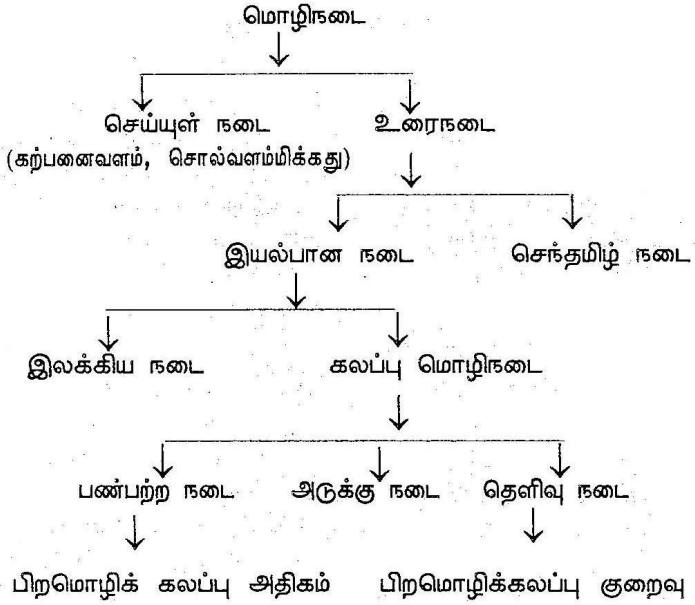 மொழிநடை
செய்யுள் நடை உரைநடை
(கற்பனைவளம், சொல்வளம்மிக்கது)
இயல்பான நடை செந்தமிழ் நடை
இலக்கிய நடை கலப்பு மொழிநடை
பண்பற்ற நடை அடுக்கு நடை தெளிவு நடை
பிறமொழிக் கலப்பு அதிகம் பிறமொழிக்கலப்பு குறைவு